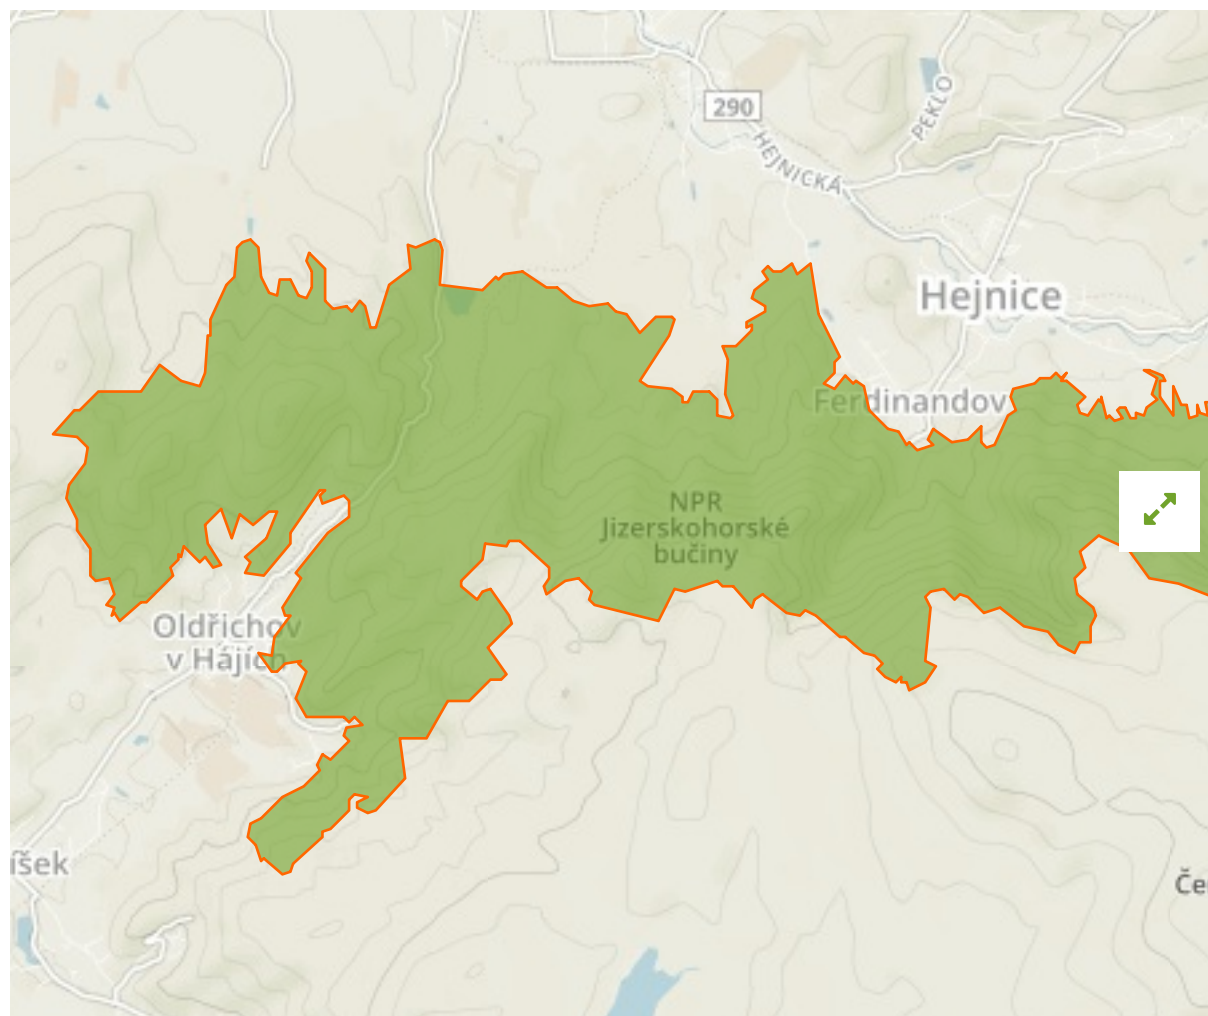 290
PEKLO
HEJNICKÁ
Hejnice
Ferdinandov
NPR
Jizerskohorské
bučiny
Oldřichov
v Hájích
íšek
Če